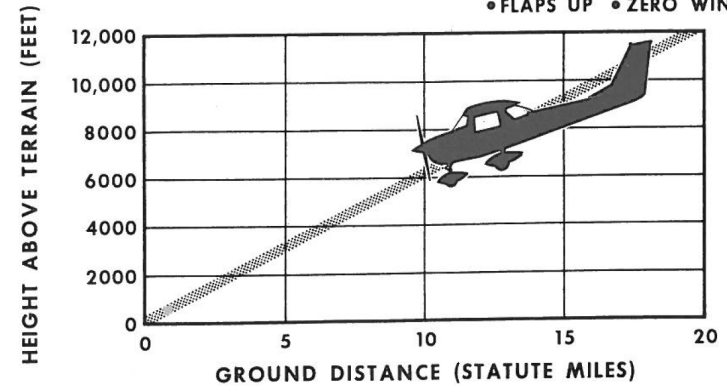 • FLAPS UP • ZERO WIN
HEIGHT ABOVE TERRAIN (FEET)
12,000
10,000
8000
6000
4000
2000
0
0 5 10 15 20
GROUND DISTANCE (STATUTE MILES)